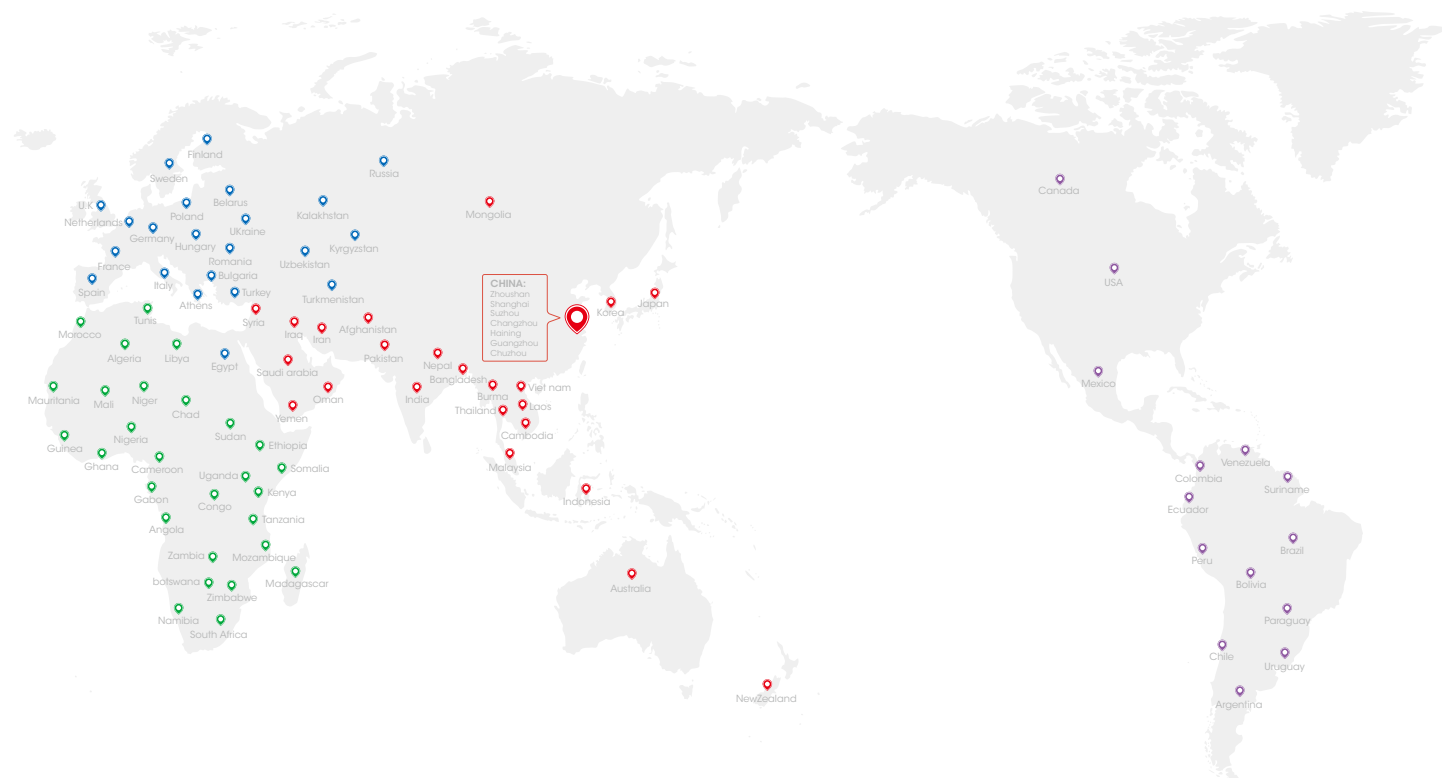 Finland
Sweden
Russia
Belarus
U.K
Poland
Kalakhstan
Mongolia
Netherlands
UKraine
Germany
Hungary
Kyrgyzstan
Romania
France
Uzbekistan
Bulgaria
Italy
Spain
Turkey
Turkmenistan
Athens
Canada
USA
CHINA:
Zhoushan
Shanghai
Suzhou
Changzhou
Haining
Guangzhou
Chuzhou
Korea
Japan
Tunis
Syria
Morocco
Iraq
Iran
Afghanistan
Algeria
Libya
Egypt
Pakistan
Nepal
Saudi arabia
Bangladesh
Mexico
Mauritania
Mali
Niger
Oman
India
Burma
Viet nam
Chad
Yemen
Thailand
Laos
Sudan
Nigeria
Cambodia
Guinea
Ethiopia
Ghana
Cameroon
Somalia
Malaysia
Venezuela
Uganda
Colombia
Gabon
Congo
Kenya
Indonesia
Suriname
Ecuador
Angola
Tanzania
Zambia
Mozambique
Brazil
Peru
botswana
Zimbabwe
Madagascar
Australia
Bolivia
Namibia
South Africa
Paraguay
Chile
Uruguay
NewZealand
Argentina